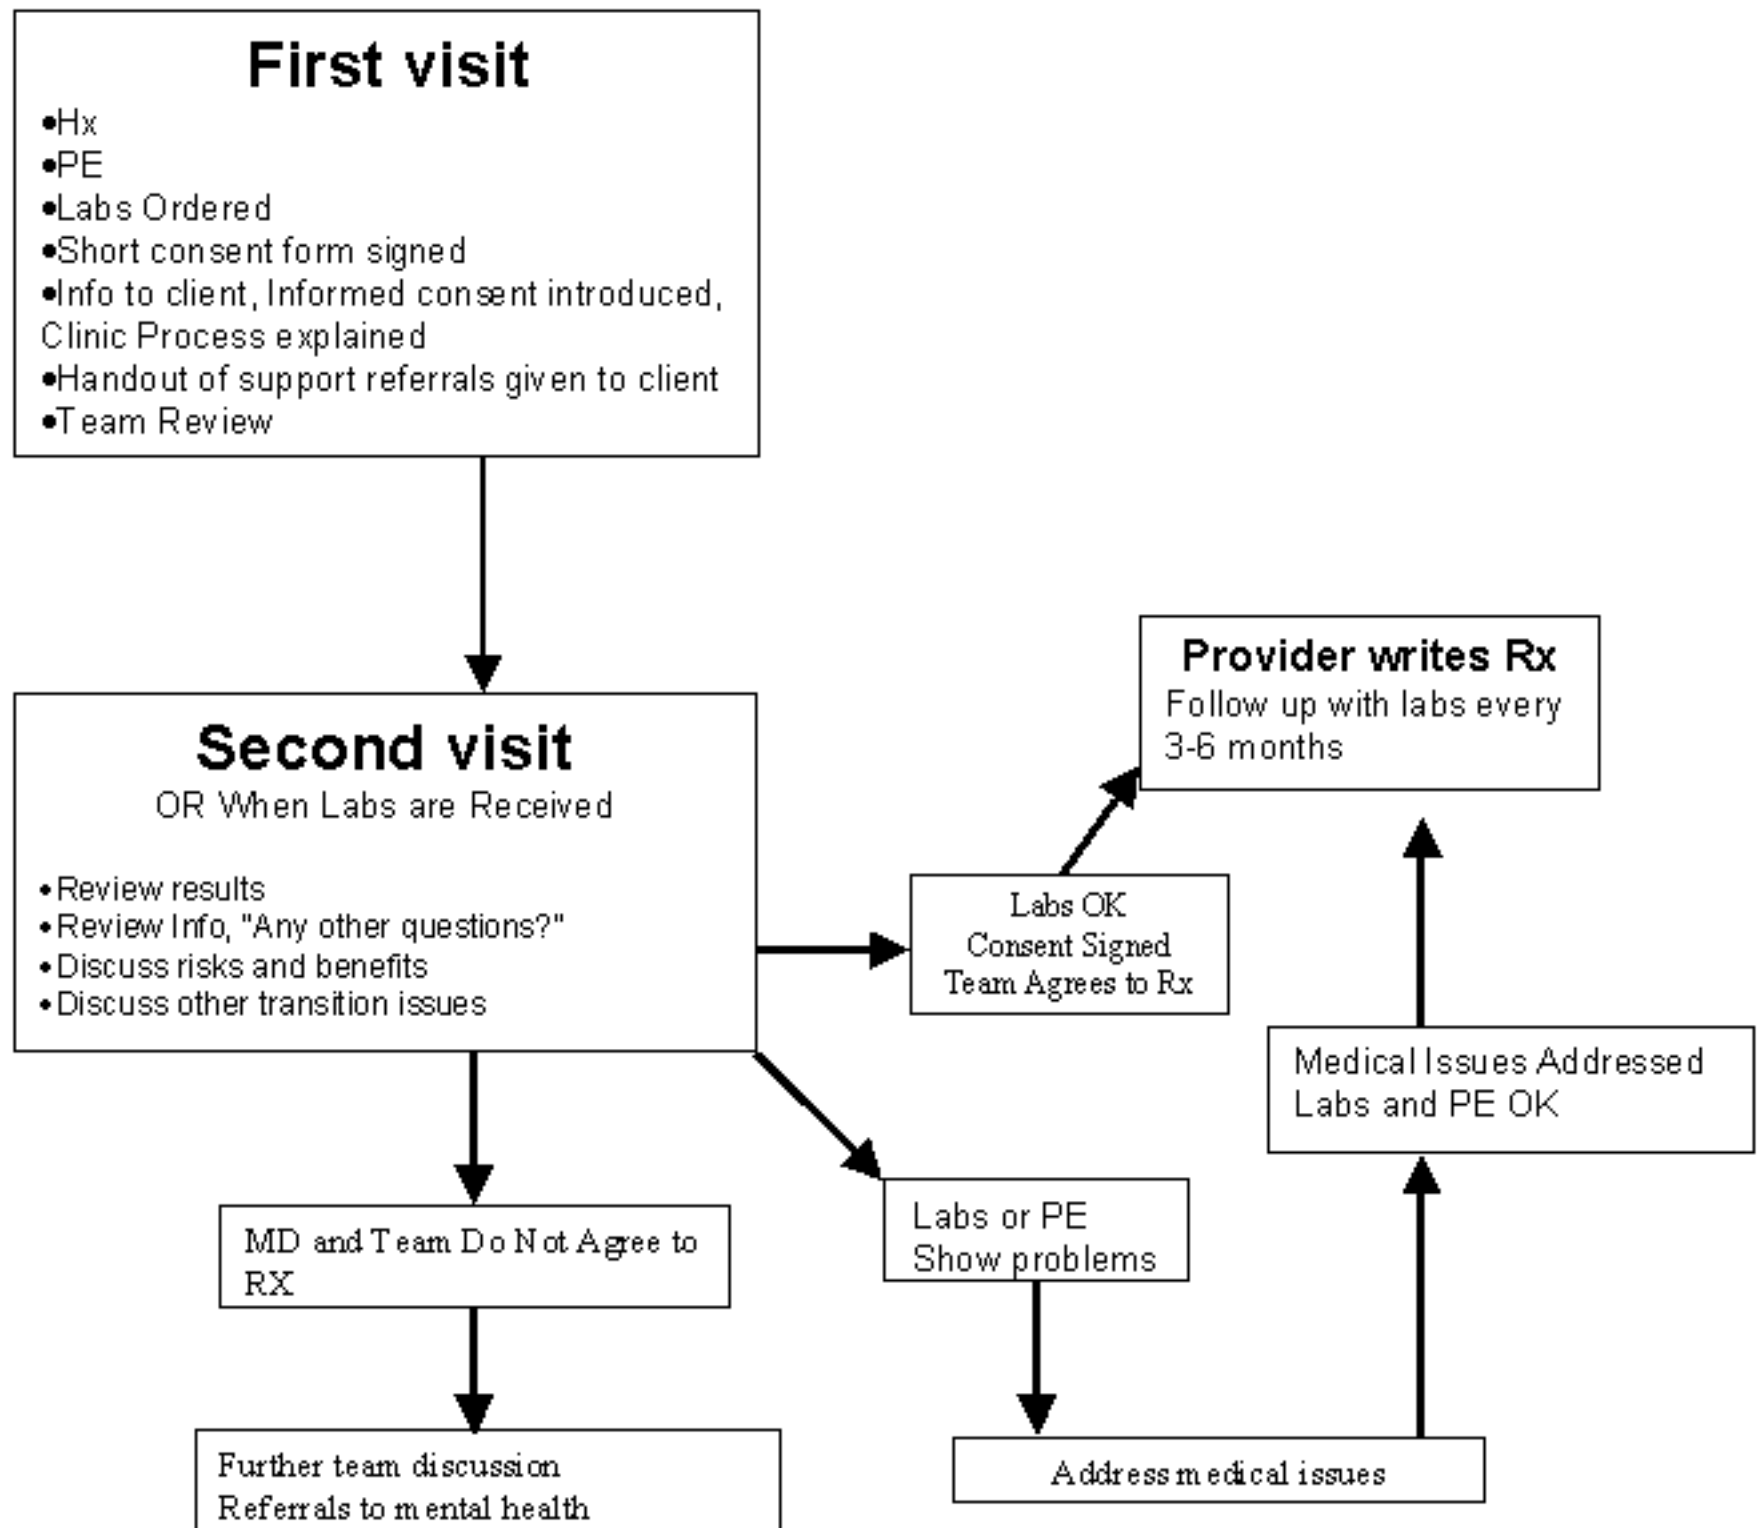 First visit
•Hx
•PE
•Labs Ordered
•Short consent form signed
•Info to client, Informed consent introduced,
Clinic Process explained
•Handout of support referrals given to client
•Team Review
Second visit
OR When Labs are Received
•Review results
•Review Info, "Any other questions?"
•Discuss risks and benefits
•Discuss other transition issues
Provider writes Rx
Follow up with labs every
3-6 months
Labs OK
Consent Signed
Team Agrees to Rx
Medical Issues Addressed
Labs and PE OK
Labs or PE
Show problems
MD and Team Do Not Agree to
RX
Further team discussion
Referrals to mental health
Address medical issues